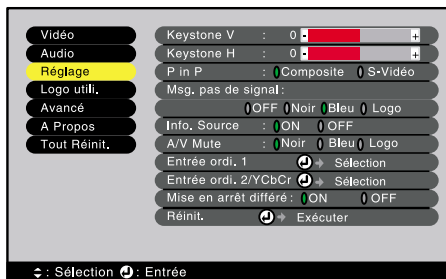 Vidéo
Audio
Réglage
Logo utili.
Avancé
A Propos
Tout Réinit.
Keystone V : 0 - +
Keystone H : 0 - +
P in P : Composite S-Vidéo
Msg. pas de signal :
OFF Noir Bleu Logo
Info. Source : ON OFF
A/V Mute : Noir Bleu Logo
Entrée ordi. 1 Sélection
Entrée ordi. 2/YCbCr Sélection
Mise en arrêt différé : ON OFF
Réinit. Exécuter
: Sélection : Entrée